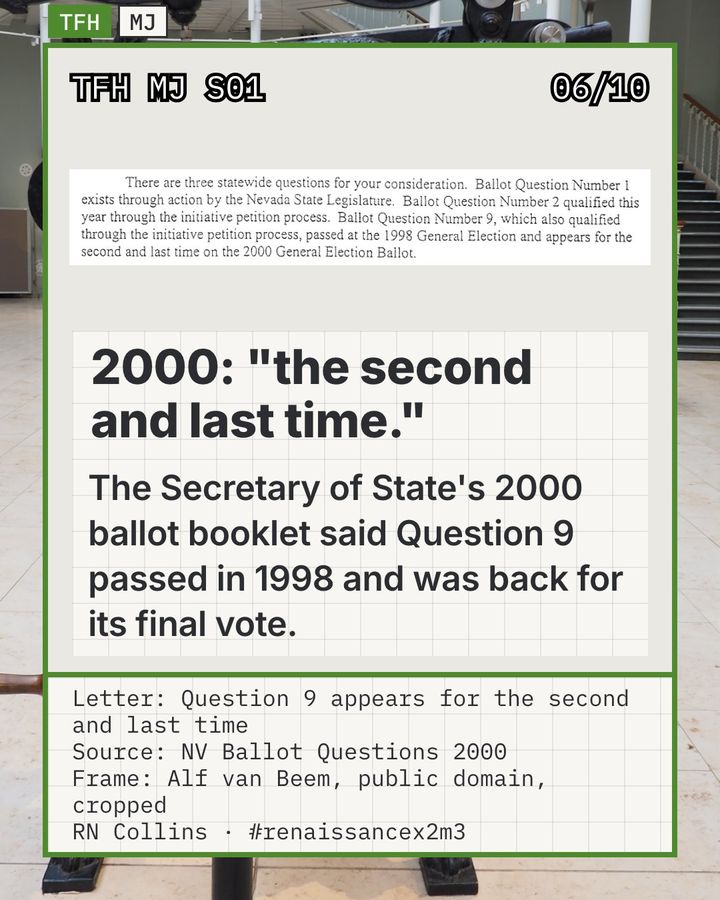 TFH MJ
TFH MJ S01 06/10
There are three statewide questions for your consideration. Ballot Question Number 1
exists through action by the Nevada State Legislature. Ballot Question Number 2 qualified this
year through the initiative petition process. Ballot Question Number 9, which also qualified
through the initiative petition process, passed at the 1998 General Election and appears for the
second and last time on the 2000 General Election Ballot.
2000: "the second
and last time."
The Secretary of State's 2000
ballot booklet said Question 9
passed in 1998 and was back for
its final vote.
Letter: Question 9 appears for the second
and last time
Source: NV Ballot Questions 2000
Frame: Alf van Beem, public domain,
cropped
RN Collins · #renaissancex2m3